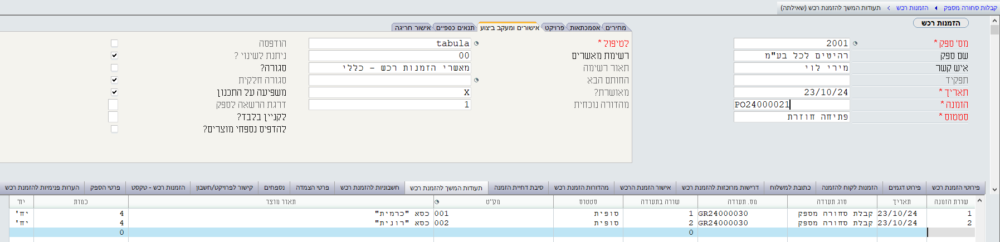 קבלות סחורה מספק הזמנות רכש > תעודות המשך להזמנת רכש (שאילתה)
הזמנות רכש
מחירים אסמכתאות פרויקט אישורים ומעקב ביצוע תנאים כספיים אישור חריגה
מס' ספק * 2001
שם ספק רהיטים לכל בע"מ
איש קשר מירי לוי
תפקיד
תאריך * 23/10/24
הזמנה * PO24000021
סטטוס * פתיחה חוזרת
לטיפול * tabula
רשימת מאשרים 00
תאור רשימה מאשרי הזמנות רכש - כללי
החותם הבא
מאושרת? X
מהדורה נוכחית 1
הודפסה
ניתנת לשינוי ?
סגורה?
סגורה חלקית
משפיעה על התכנון
דרגת הרשאה לספק
לקניין בלבד?
להדפיס נספחי מוצרים?
פירוטי הזמנת רכש פירוט דגמים הזמנות לקוח להזמנה כתובת למשלוח דרישות מרוכזות להזמנת רכש אישור הזמנת הרכש מהדורות הזמנת רכש סיבת דחיית הזמנה תעודות המשך להזמנת רכש חשבוניות להזמנת רכש פרטי הצמדה נספחים קישור לפרויקט/חשבון הזמנות רכש - טקסט פרטי הספק הערות פנימיות להזמנת רכש
שורת הזמנה תאריך סוג תעודה מס. תעודה שורה בתעודה סטטוס מק"ט תאור מוצר כמות יח'
1 23/10/24 קבלת סחורה מספק GR24000030 1 סופית 001 כסא "כרמית" 4 יח'
2 23/10/24 קבלת סחורה מספק GR24000030 2 סופית 002 כסא "רונית" 4 יח'
0 0